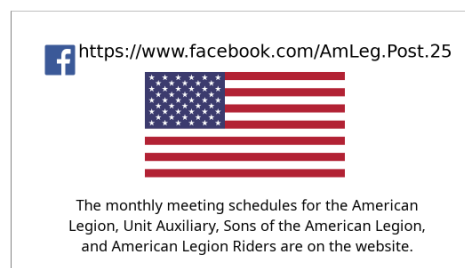 https://www.facebook.com/AmLeg.Post.25
The monthly meeting schedules for the American
Legion, Unit Auxiliary, Sons of the American Legion,
and American Legion Riders are on the website.